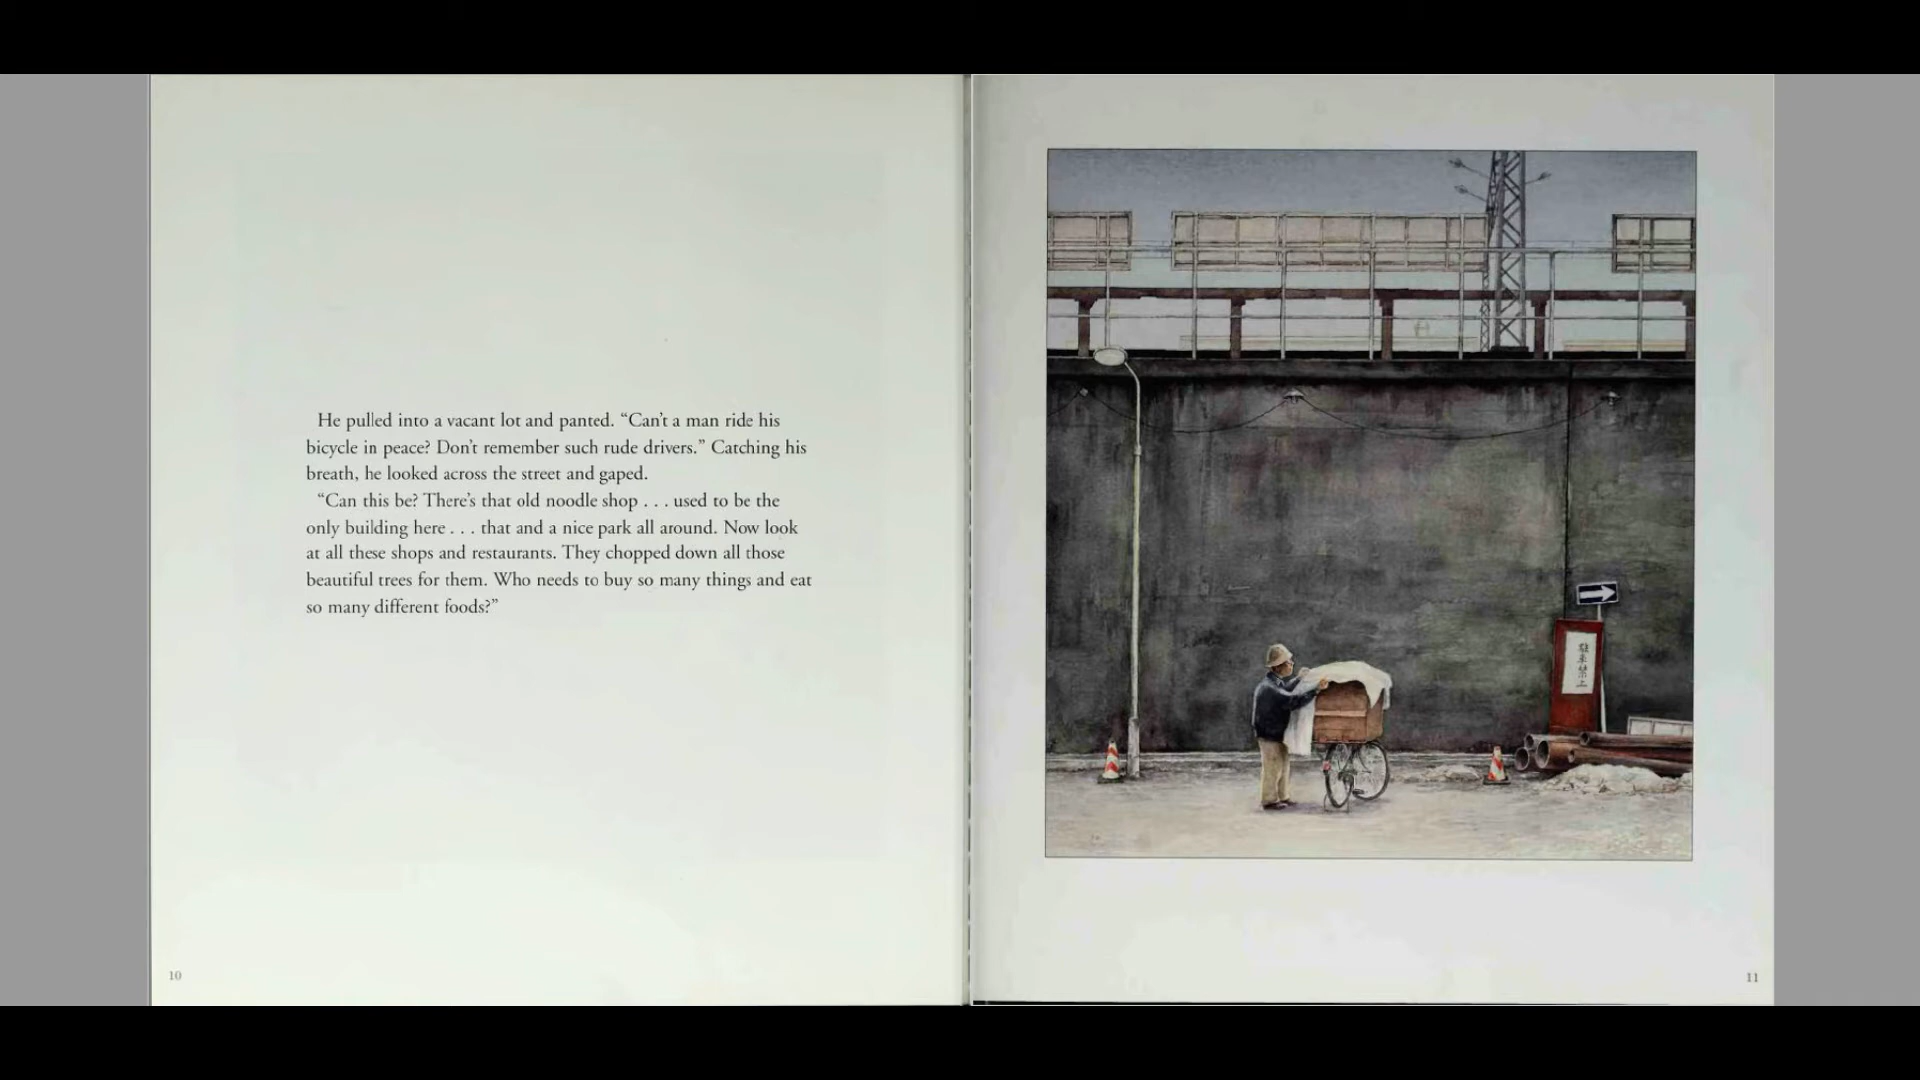 He pulled into a vacant lot and panted. “Can’t a man ride his
bicycle in peace? Don’t remember such rude drivers.” Catching his
breath, he looked across the street and gaped.
“Can this be? There’s that old noodle shop . . . used to be the
only building here . . . that and a nice park all around. Now look
at all these shops and restaurants. They chopped down all those
beautiful trees for them. Who needs to buy so many things and eat
so many different foods?”
10
駐車禁止
11